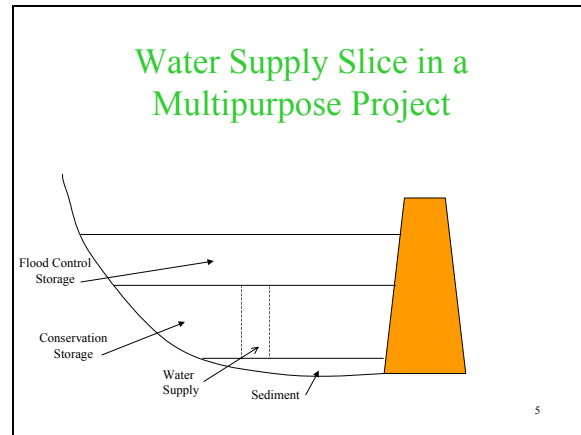 Water Supply Slice in a
Multipurpose Project
Flood Control
Storage
Conservation
Storage
Water
Supply
Sediment
5